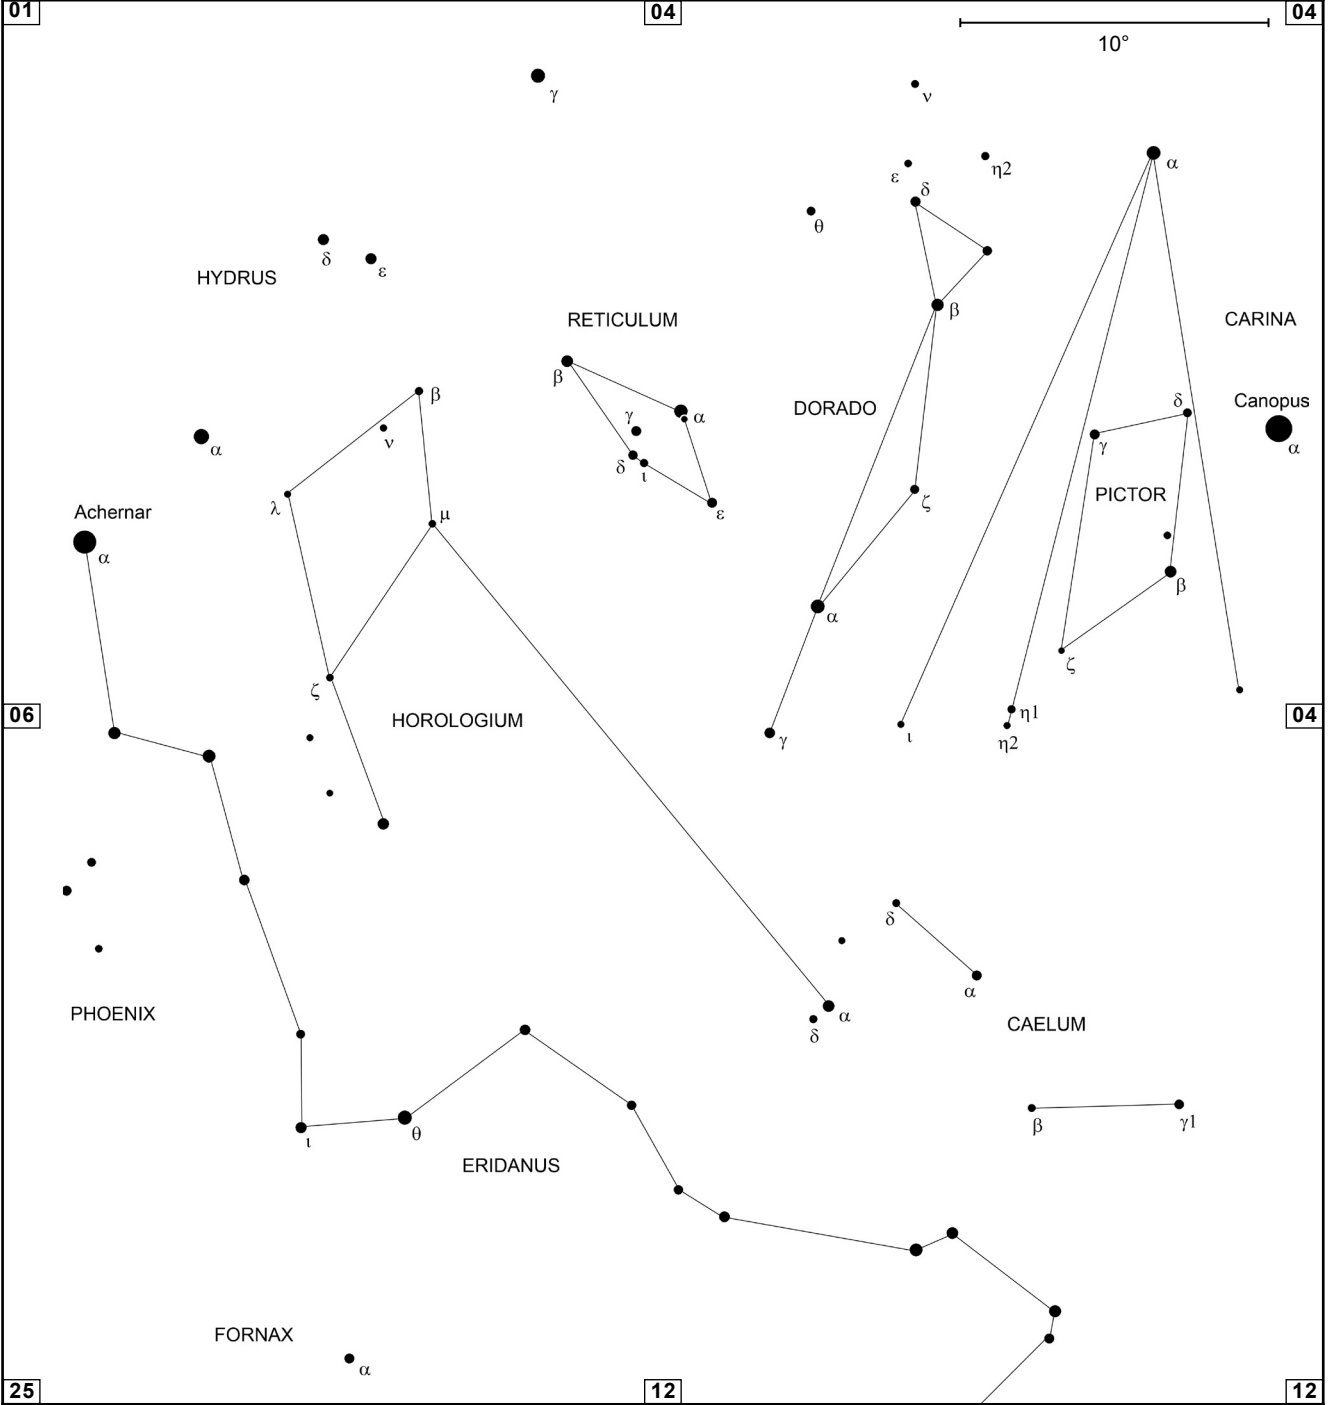 01
04
04
10°
γ
ν
α
ε
η2
δ
θ
δ
ε
HYDRUS
β
RETICULUM
CARINA
β
β
γ
α
DORADO
δ
Canopus
α
ν
γ
α
δ
ι
λ
Achernar
μ
ε
ζ
PICTOR
α
β
α
ζ
ζ
06
HOROLOGIUM
γ
ι
η1
η2
04
δ
α
PHOENIX
α
δ
CAELUM
ι
θ
β
γ1
ERIDANUS
FORNAX
α
25
12
12